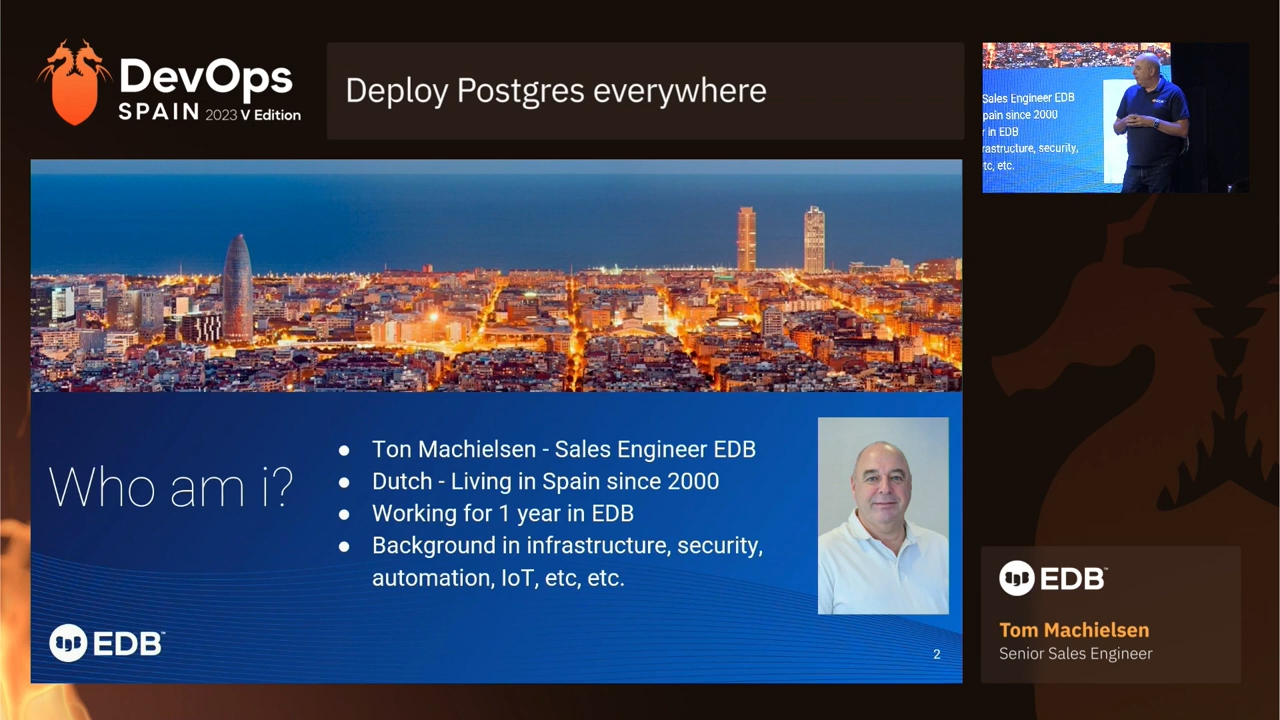 DevOps
SPAIN 2023 V Edition
Deploy Postgres everywhere
Sales Engineer EDB
pain since 2000
r in EDB
rastructure, security,
tc, etc.
EDB
Who am i?
● Ton Machielsen - Sales Engineer EDB
● Dutch - Living in Spain since 2000
● Working for 1 year in EDB
● Background in infrastructure, security,
automation, IoT, etc, etc.
EDB™
2
EDB™
Tom Machielsen
Senior Sales Engineer